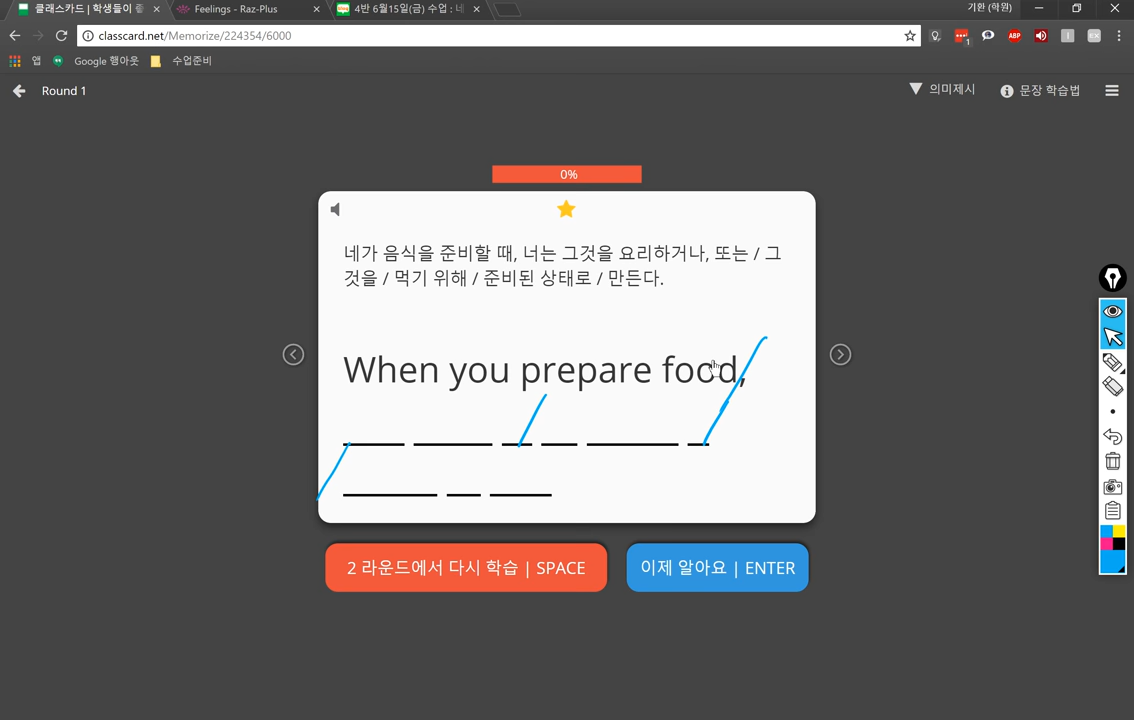 클래스카드 | 학생들이 좋
Feelings - Raz-Plus
4반 6월15일(금) 수업 : 네
기환 (학원)
classcard.net/Memorize/224354/6000
1
ABP
앱
Google 행아웃
수업준비
Round 1
의미제시
문장 학습법
0%
네가 음식을 준비할 때, 너는 그것을 요리하거나, 또는 / 그
것을 / 먹기 위해 / 준비된 상태로 / 만든다.
When you prepare food,
2 라운드에서 다시 학습 | SPACE
이제 알아요 | ENTER